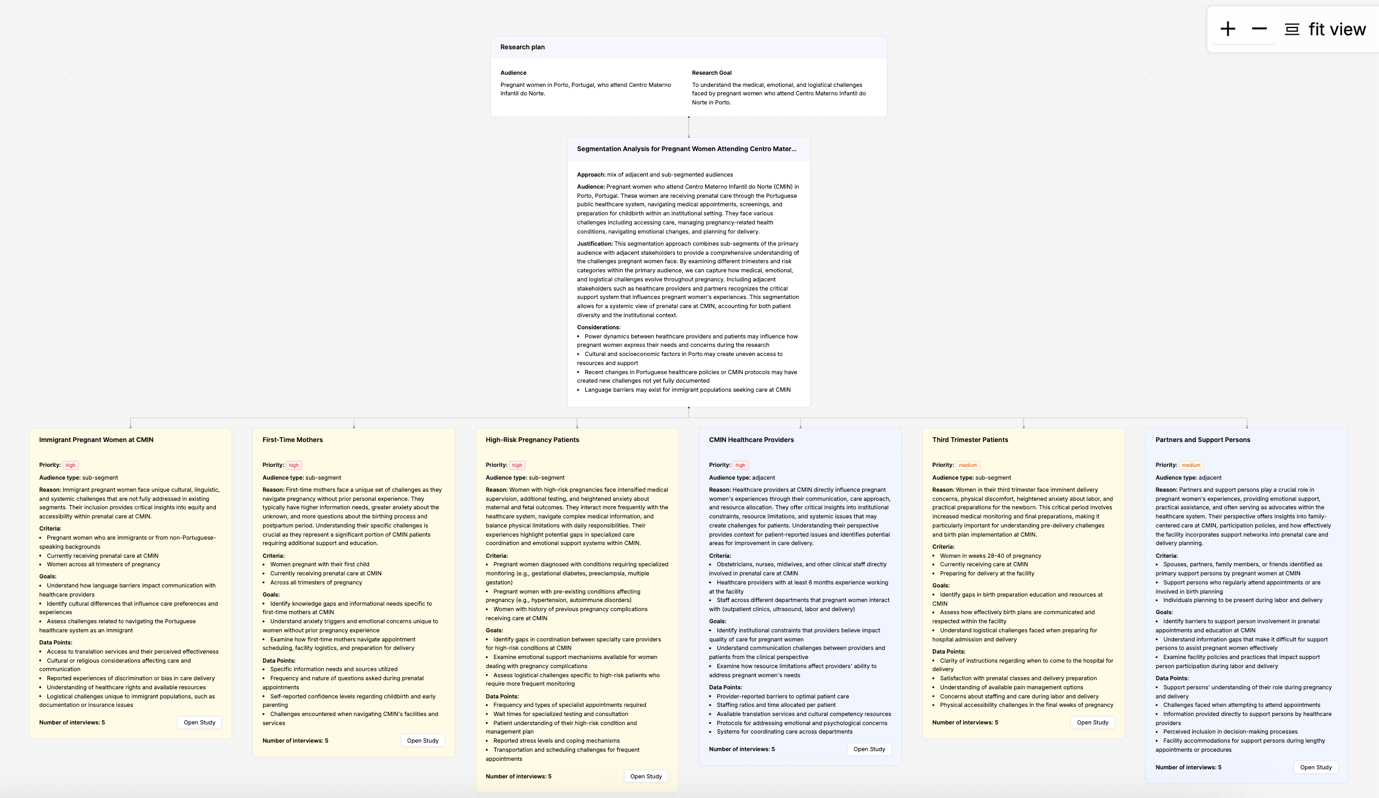 fit view
Research plan
Audience
Pregnant women in Porto, Portugal, who attend Centro Materno
Infantil do Norte.
Research Goal
To understand the medical, emotional, and logistical challenges
faced by pregnant women who attend Centro Materno Infantil do
Norte in Porto.
Segmentation Analysis for Pregnant Women Attending Centro Mater...
Approach: mix of adjacent and sub-segmented audiences
Audience: Pregnant women who attend Centro Materno Infantil do Norte (CMIN) in
Porto, Portugal. These women are receiving prenatal care through the Portuguese
public healthcare system, navigating medical appointments, screenings, and
preparation for childbirth within an institutional setting. They face various
challenges including accessing care, managing pregnancy-related health
conditions, navigating emotional changes, and planning for delivery.
Justification: This segmentation approach combines sub-segments of the primary
audience with adjacent stakeholders to provide a comprehensive understanding of
the challenges pregnant women face. By examining different trimesters and risk
categories within the primary audience, we can capture how medical, emotional,
and logistical challenges evolve throughout pregnancy. Including adjacent
stakeholders such as healthcare providers and partners recognizes the critical
support system that influences pregnant women's experiences. This segmentation
allows for a systemic view of prenatal care at CMIN, accounting for both patient
diversity and the institutional context.
Considerations:
• Power dynamics between healthcare providers and patients may influence how
pregnant women express their needs and concerns during the research
• Cultural and socioeconomic factors in Porto may create uneven access to
resources and support
• Recent changes in Portuguese healthcare policies or CMIN protocols may have
created new challenges not yet fully documented
• Language barriers may exist for immigrant populations seeking care at CMIN
Immigrant Pregnant Women at CMIN
Priority: high
Audience type: sub-segment
Reason: Immigrant pregnant women face unique cultural, linguistic,
and systemic challenges that are not fully addressed in existing
segments. Their inclusion provides critical insights into equity and
accessibility within prenatal care at CMIN.
Criteria:
• Pregnant women who are immigrants or from non-Portuguese-
speaking backgrounds
• Currently receiving prenatal care at CMIN
• Women across all trimesters of pregnancy
Goals:
• Understand how language barriers impact communication with
healthcare providers
• Identify cultural differences that influence care preferences and
experiences
• Assess challenges related to navigating the Portuguese
healthcare system as an immigrant
Data Points:
• Access to translation services and their perceived effectiveness
• Cultural or religious considerations affecting care and
communication
• Reported experiences of discrimination or bias in care delivery
• Understanding of healthcare rights and available resources
• Logistical challenges unique to immigrant populations, such as
documentation or insurance issues
Number of interviews: 5
Open Study
First-Time Mothers
Priority: high
Audience type: sub-segment
Reason: First-time mothers face a unique set of challenges as they
navigate pregnancy without prior personal experience. They
typically have higher information needs, greater anxiety about the
unknown, and more questions about the birthing process and
postpartum period. Understanding their specific challenges is
crucial as they represent a significant portion of CMIN patients
requiring additional support and education.
Criteria:
• Women pregnant with their first child
• Currently receiving prenatal care at CMIN
• Across all trimesters of pregnancy
Goals:
• Identify knowledge gaps and informational needs specific to
first-time mothers at CMIN
• Understand anxiety triggers and emotional concerns unique to
women without prior pregnancy experience
• Examine how first-time mothers navigate appointment
scheduling, facility logistics, and preparation for delivery
Data Points:
• Specific information needs and sources utilized
• Frequency and nature of questions asked during prenatal
appointments
• Self-reported confidence levels regarding childbirth and early
parenting
• Challenges encountered when navigating CMIN's facilities and
services
Number of interviews: 5
Open Study
High-Risk Pregnancy Patients
Priority: high
Audience type: sub-segment
Reason: Women with high-risk pregnancies face intensified medical
supervision, additional testing, and heightened anxiety about
maternal and fetal outcomes. They interact more frequently with the
healthcare system, navigate complex medical information, and
balance physical limitations with daily responsibilities. Their
experiences highlight potential gaps in specialized care
coordination and emotional support systems within CMIN.
Criteria:
• Pregnant women diagnosed with conditions requiring specialized
monitoring (e.g., gestational diabetes, preeclampsia, multiple
gestation)
• Pregnant women with pre-existing conditions affecting
pregnancy (e.g., hypertension, autoimmune disorders)
• Women with history of previous pregnancy complications
receiving care at CMIN
Goals:
• Identify gaps in coordination between specialty care providers
for high-risk conditions at CMIN
• Examine emotional support mechanisms available for women
dealing with pregnancy complications
• Assess logistical challenges specific to high-risk patients who
require more frequent monitoring
Data Points:
• Frequency and types of specialist appointments required
• Wait times for specialized testing and consultation
• Patient understanding of their high-risk condition and
management plan
• Reported stress levels and coping mechanisms
• Transportation and scheduling challenges for frequent
appointments
Number of interviews: 5
Open Study
CMIN Healthcare Providers
Priority: high
Audience type: adjacent
Reason: Healthcare providers at CMIN directly influence pregnant
women's experiences through their communication, care approach,
and resource allocation. They offer critical insights into institutional
constraints, resource limitations, and systemic issues that may
create challenges for patients. Understanding their perspective
provides context for patient-reported issues and identifies potential
areas for improvement in care delivery.
Criteria:
• Obstetricians, nurses, midwives, and other clinical staff directly
involved in prenatal care at CMIN
• Healthcare providers with at least 6 months experience working
at the facility
• Staff across different departments that pregnant women interact
with (outpatient clinics, ultrasound, labor and delivery)
Goals:
• Identify institutional constraints that providers believe impact
quality of care for pregnant women
• Understand communication challenges between providers and
patients from the clinical perspective
• Examine how resource limitations affect providers' ability to
address pregnant women's needs
Data Points:
• Provider-reported barriers to optimal patient care
• Staffing ratios and time allocated per patient
• Available translation services and cultural competency resources
• Protocols for addressing emotional and psychological concerns
• Systems for coordinating care across departments
Number of interviews: 5
Open Study
Third Trimester Patients
Priority: medium
Audience type: sub-segment
Reason: Women in their third trimester face imminent delivery
concerns, physical discomfort, heightened anxiety about labor, and
practical preparations for the newborn. This critical period involves
increased medical monitoring and final preparations, making it
particularly important for understanding pre-delivery challenges
and birth plan implementation at CMIN.
Criteria:
• Women in weeks 28-40 of pregnancy
• Currently receiving care at CMIN
• Preparing for delivery at the facility
Goals:
• Identify gaps in birth preparation education and resources at
CMIN
• Assess how effectively birth plans are communicated and
respected within the facility
• Understand logistical challenges faced when preparing for
hospital admission and delivery
Data Points:
• Clarity of instructions regarding when to come to the hospital for
delivery
• Satisfaction with prenatal classes and delivery preparation
• Understanding of available pain management options
• Concerns about staffing and care during labor and delivery
• Physical accessibility challenges in the final weeks of pregnancy
Number of interviews: 5
Open Study
Partners and Support Persons
Priority: medium
Audience type: adjacent
Reason: Partners and support persons play a crucial role in
pregnant women's experiences, providing emotional support,
practical assistance, and often serving as advocates within the
healthcare system. Their perspective offers insights into family-
centered care at CMIN, participation policies, and how effectively
the facility incorporates support networks into prenatal care and
delivery planning.
Criteria:
• Spouses, partners, family members, or friends identified as
primary support persons by pregnant women at CMIN
• Support persons who regularly attend appointments or are
involved in birth planning
• Individuals planning to be present during labor and delivery
Goals:
• Identify barriers to support person involvement in prenatal
appointments and education at CMIN
• Understand information gaps that make it difficult for support
persons to assist pregnant women effectively
• Examine facility policies and practices that impact support
person participation during labor and delivery
Data Points:
• Support persons' understanding of their role during pregnancy
and delivery
• Challenges faced when attempting to attend appointments
• Information provided directly to support persons by healthcare
providers
• Perceived inclusion in decision-making processes
• Facility accommodations for support persons during lengthy
appointments or procedures
Number of interviews: 5
Open Study